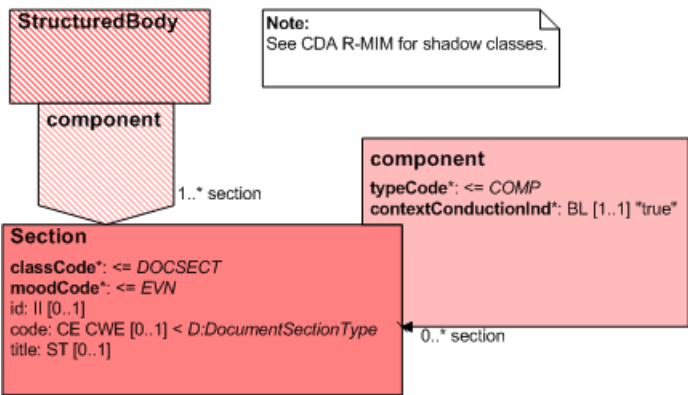 StructuredBody
Note:
See CDA R-MIM for shadow classes.
component
1..* section
component
typeCode*: <= COMP
contextConductionInd*: BL [1..1] "true"
Section
classCode*: <= DOCSECT
moodCode*: <= EVN
id: II [0..1]
code: CE CWE [0..1] < D:DocumentSectionType
title: ST [0..1]
0..* section